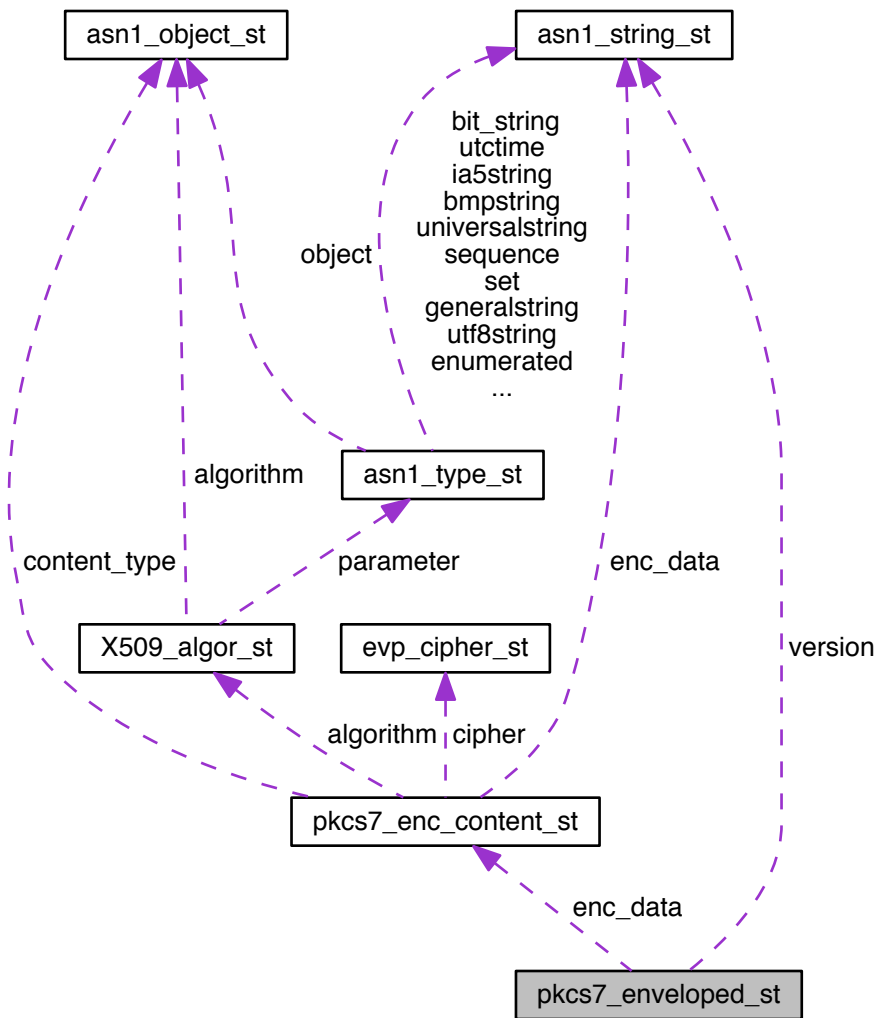 asn1_object_st
asn1_string_st
bit_string
utctime
ia5string
bmpstring
universalstring
object
sequence
set
generalstring
utf8string
enumerated
...
algorithm
asn1_type_st
content_type
parameter
enc_data
X509_algor_st
evp_cipher_st
version
algorithm
cipher
pkcs7_enc_content_st
enc_data
pkcs7_enveloped_st